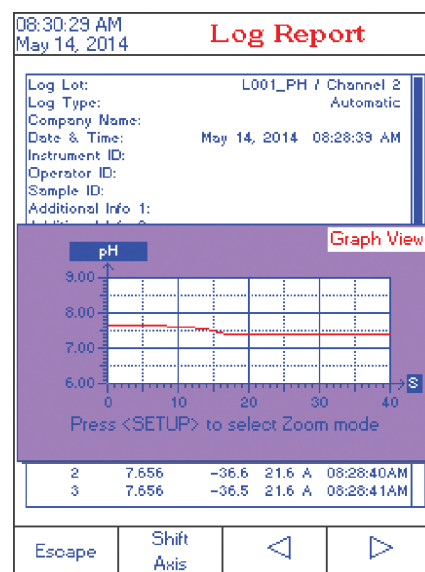 08:30:29 AM
May 14, 2014
Log Report
Log Lot: L001_PH / Channel 2
Log Type: Automatic
Company Name:
Date & Time: May 14, 2014 08:28:39 AM
Instrument ID:
Operator ID:
Sample ID:
Additional Info 1:
Graph View
pH
9.00
8.00
7.00
6.00
0 10 20 30 40
S
Press <SETUP> to select Zoom mode
2 7.656 -36.6 21.6 A 08:28:40AM
3 7.656 -36.5 21.6 A 08:28:41AM
Escape
Shift
Axis